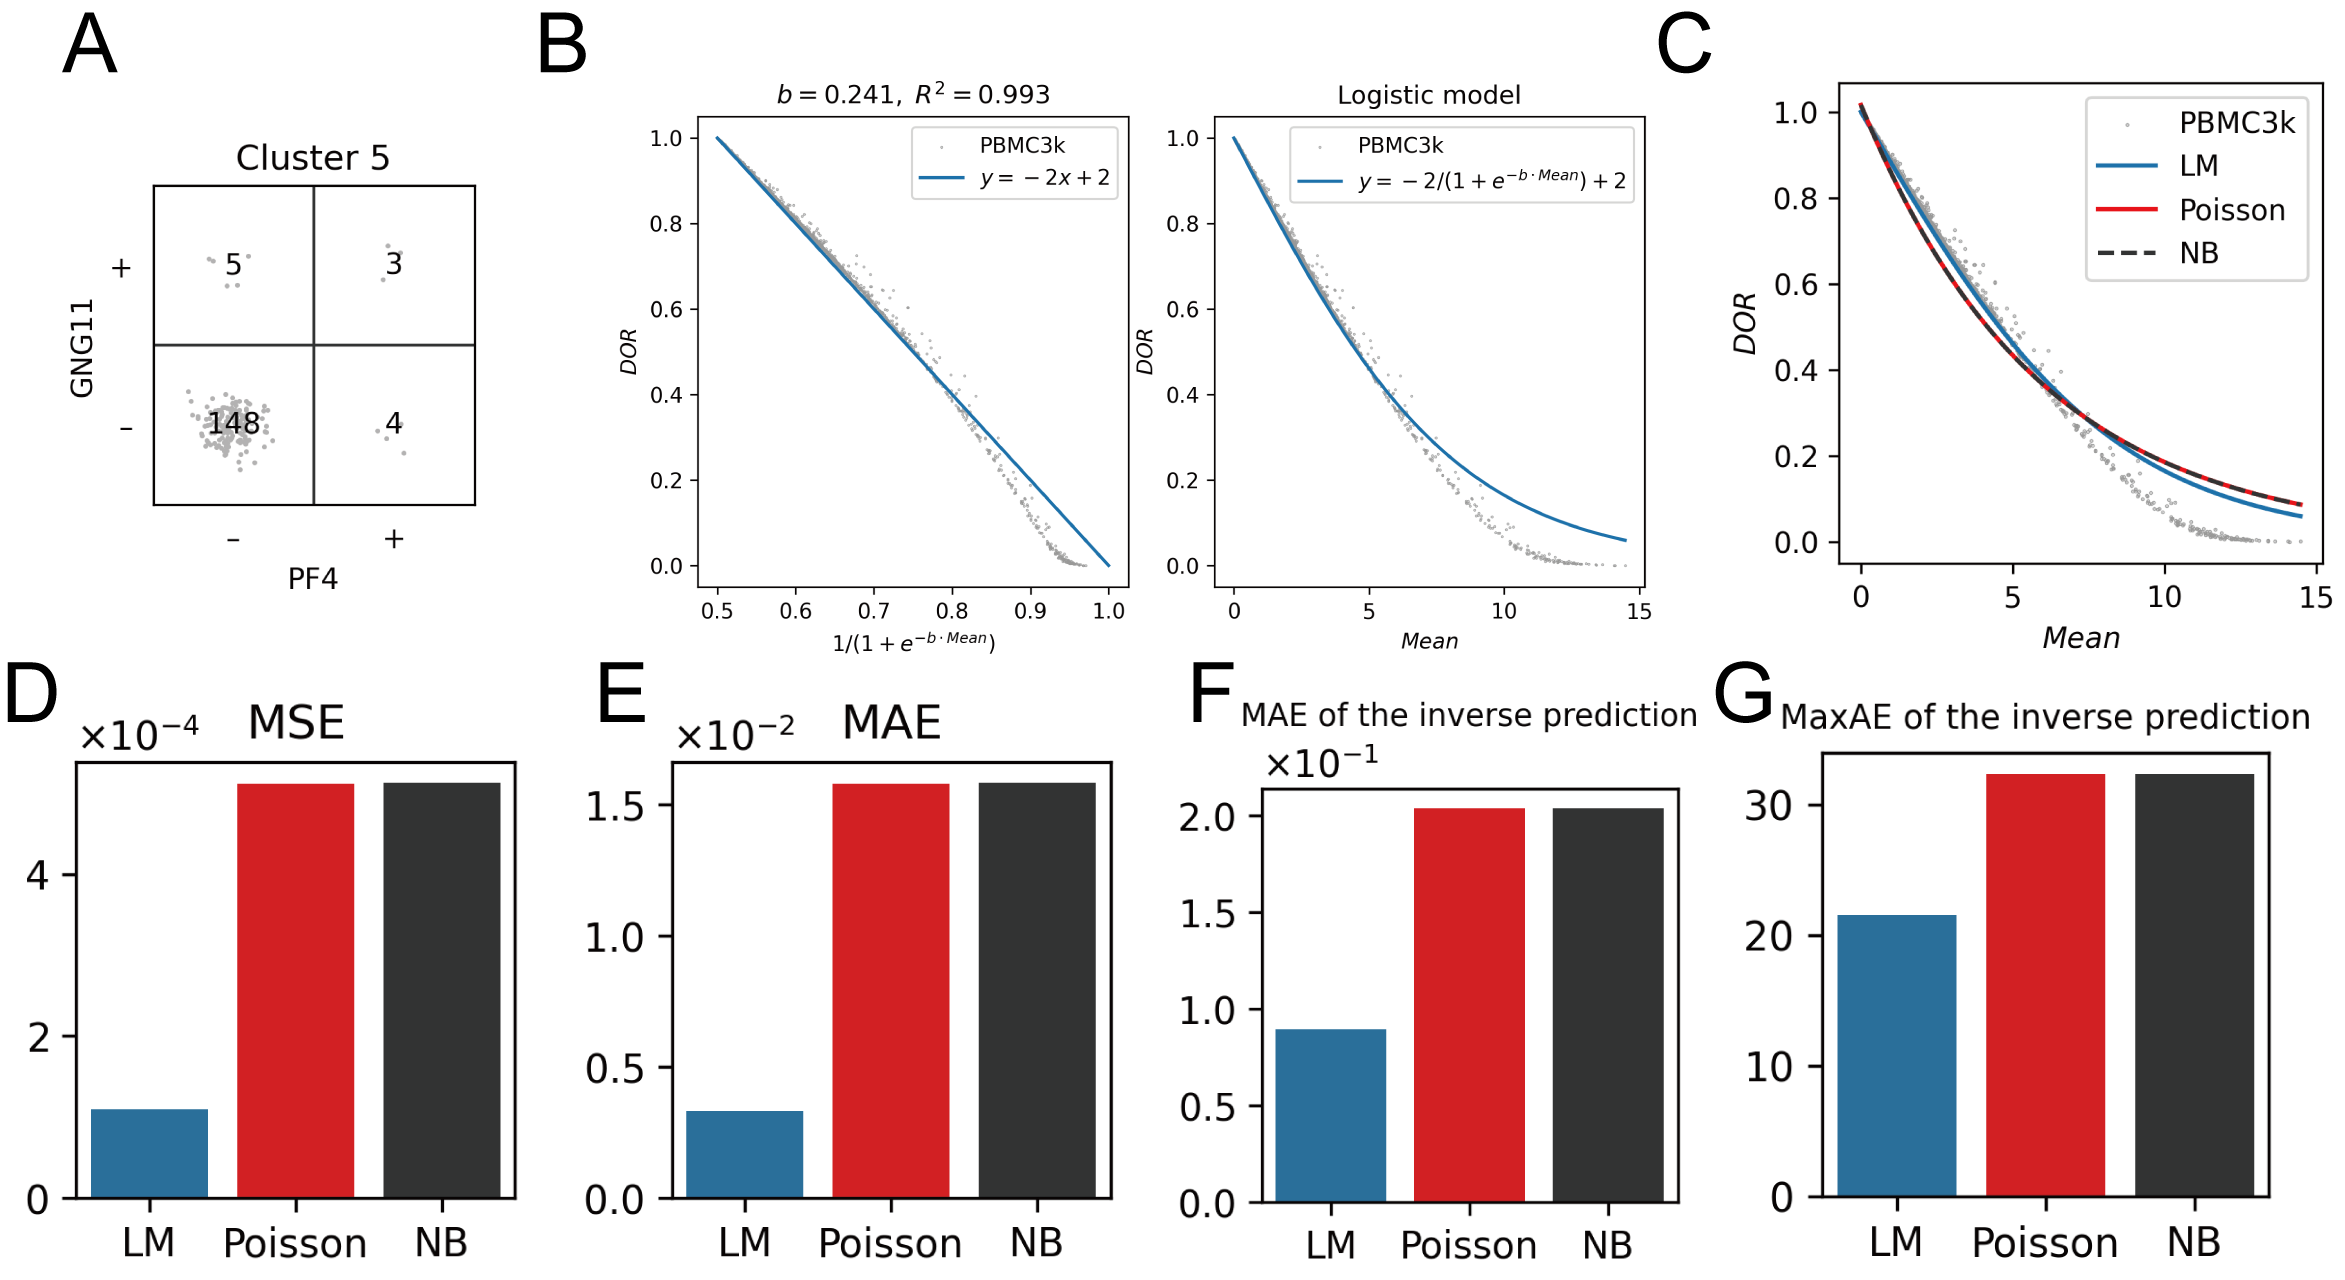 A
Cluster 5
5
3
148
4
+
–
GNG11
–
+
PF4
B
b = 0.241, R² = 0.993
PBMC3k
y = −2x + 2
1.0
0.8
0.6
0.4
0.2
0.0
DOR
0.5 0.6 0.7 0.8 0.9 1.0
1/(1 + e^{−b·Mean})
Logistic model
PBMC3k
y = −2/(1 + e^{−b·Mean}) + 2
1.0
0.8
0.6
0.4
0.2
0.0
DOR
0 5 10 15
Mean
C
PBMC3k
LM
Poisson
NB
1.0
0.8
0.6
0.4
0.2
0.0
DOR
0 5 10 15
Mean
D
×10⁻⁴ MSE
4
2
0
LM Poisson NB
E
×10⁻² MAE
1.5
1.0
0.5
0.0
LM Poisson NB
F
MAE of the inverse prediction
×10⁻¹
2.0
1.5
1.0
0.5
0.0
LM Poisson NB
G
MaxAE of the inverse prediction
30
20
10
0
LM Poisson NB